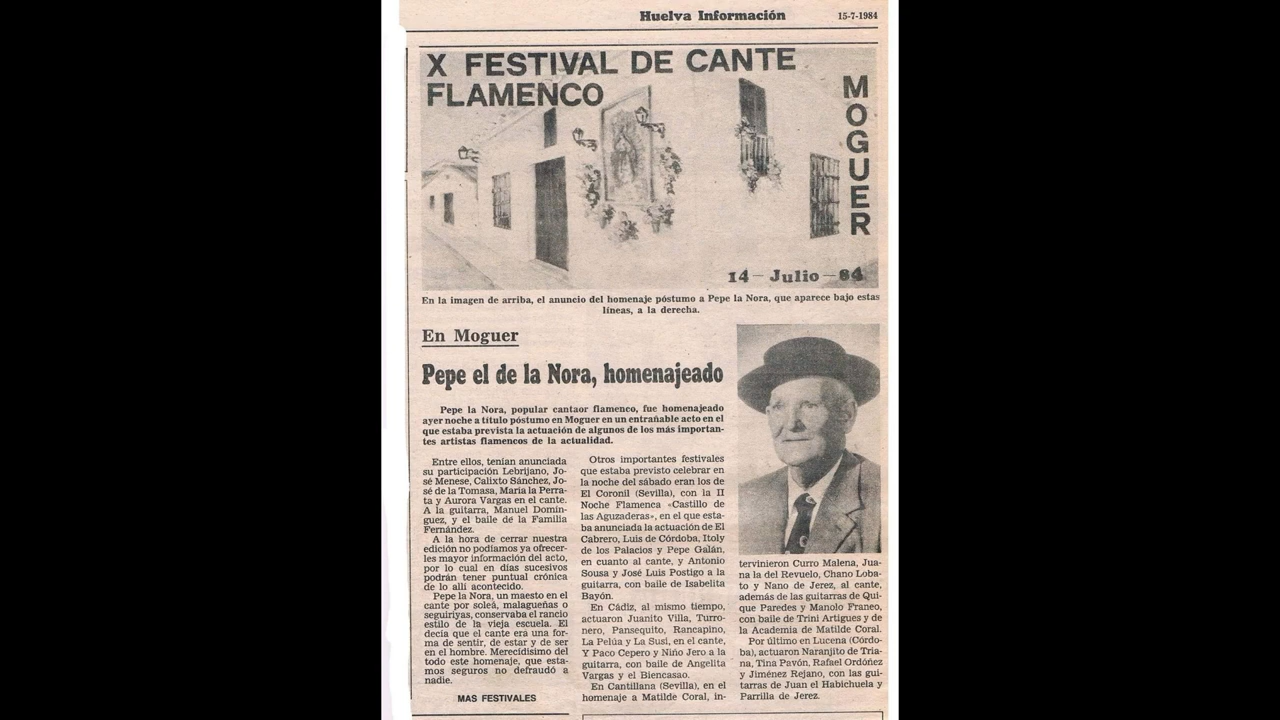 Huelva Información
15-7-1984
X FESTIVAL DE CANTE
FLAMENCO
MOGUER
14 - Julio - 84
En la imagen de arriba, el anuncio del homenaje póstumo a Pepe la Nora, que aparece bajo estas
líneas, a la derecha.
En Moguer
Pepe el de la Nora, homenajeado
Pepe la Nora, popular cantaor flamenco, fue homenajeado
ayer noche a título póstumo en Moguer en un entrañable acto en el
que estaba prevista la actuación de algunos de los más importan-
tes artistas flamencos de la actualidad.
Entre ellos, tenían anunciada
su participación Lebrijano, Jo-
sé Menese, Calixto Sánchez, Jo-
sé de la Tomasa, María la Perra-
ta y Aurora Vargas en el cante.
A la guitarra, Manuel Domín-
guez, y el baile de la Familia
Fernández.
A la hora de cerrar nuestra
edición no podíamos ya ofrecer-
les mayor información del acto,
por lo cual en días sucesivos
podrán tener puntual crónica
de lo allí acontecido.
Pepe la Nora, un maesto en el
cante por soleá, malagueñas o
seguiriyas, conservaba el rancio
estilo de la vieja escuela. El
decía que el cante era una for-
ma de sentir, de estar y de ser
en el hombre. Merecidísimo del
todo este homenaje, que esta-
mos seguros no defraudó a
nadie.
MAS FESTIVALES
Otros importantes festivales
que estaba previsto celebrar en
la noche del sábado eran los de
El Coronil (Sevilla), con la II
Noche Flamenca «Castillo de
las Aguzaderas», en el que esta-
ba anunciada la actuación de El
Cabrero, Luis de Córdoba, Itoly
de los Palacios y Pepe Galán,
en cuanto al cante, y Antonio
Sousa y José Luis Postigo a la
guitarra, con baile de Isabelita
Bayón.
En Cádiz, al mismo tiempo,
actuaron Juanito Villa, Turro-
nero, Pansequito, Rancapino,
La Pelúa y La Susi, en el cante,
Y Paco Cepero y Niño Jero a la
guitarra, con baile de Angelita
Vargas y el Biencasao.
En Cantillana (Sevilla), en el
homenaje a Matilde Coral, in-
tervinieron Curro Malena, Jua-
na la del Revuelo, Chano Loba-
to y Nano de Jerez, al cante,
además de las guitarras de Qui-
que Paredes y Manolo Franeo,
con baile de Trini Artigues y de
la Academia de Matilde Coral.
Por último en Lucena (Córdo-
ba), actuaron Naranjito de Tria-
na, Tina Pavón, Rafael Ordóñez
y Jiménez Rejano, con las gui-
tarras de Juan el Habichuela y
Parrilla de Jerez.